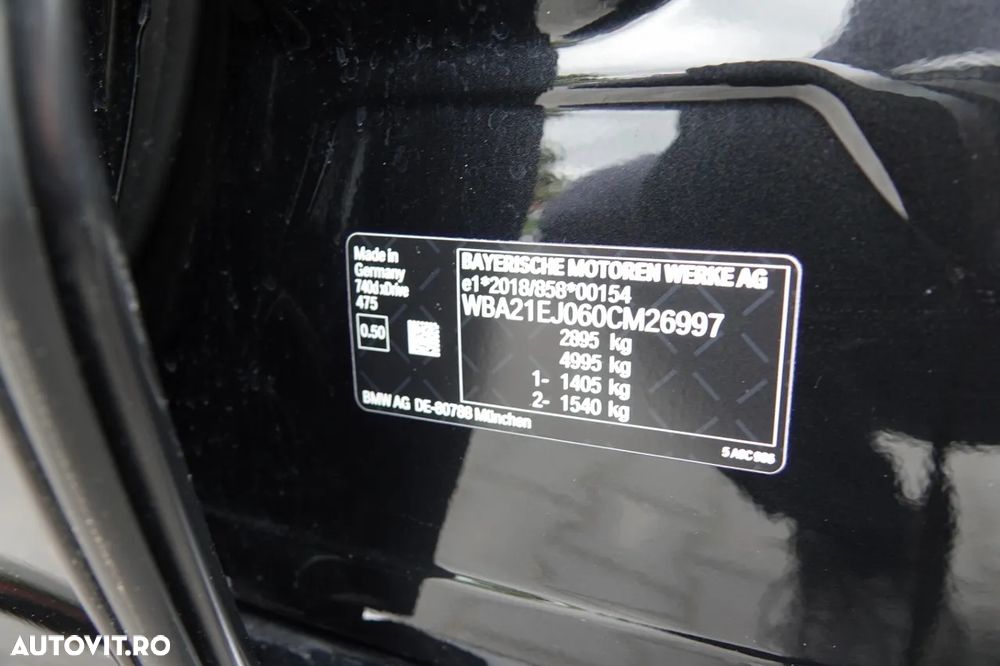 Made in
Germany
740d xDrive
475
0.50
BMW AG DE-80788 München
BAYERISCHE MOTOREN WERKE AG
e1*2018/858*00154
WBA21EJ060CM26997
2895 kg
4995 kg
1- 1405 kg
2- 1540 kg
AUTOVIT.RO